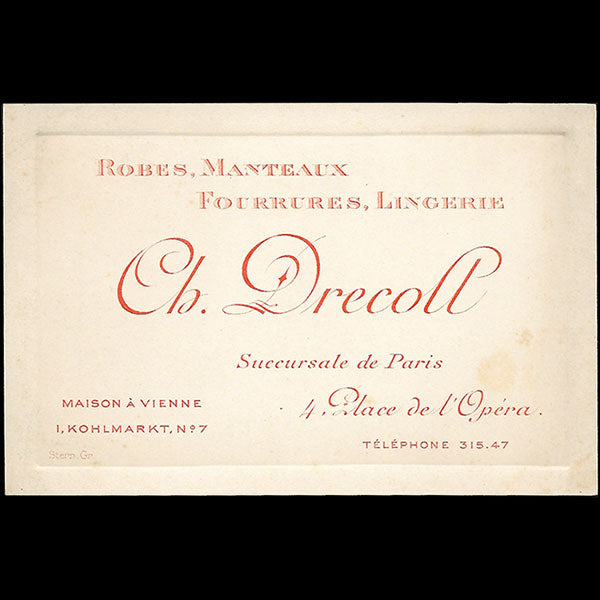 ROBES, MANTEAUX
FOURRURES, LINGERIE
Ch. Drecoll
Succursale de Paris
4, Place de l'Opéra.
TÉLÉPHONE 315.47
MAISON À VIENNE
I, KOHLMARKT, Nº 7
Stern. Gr.